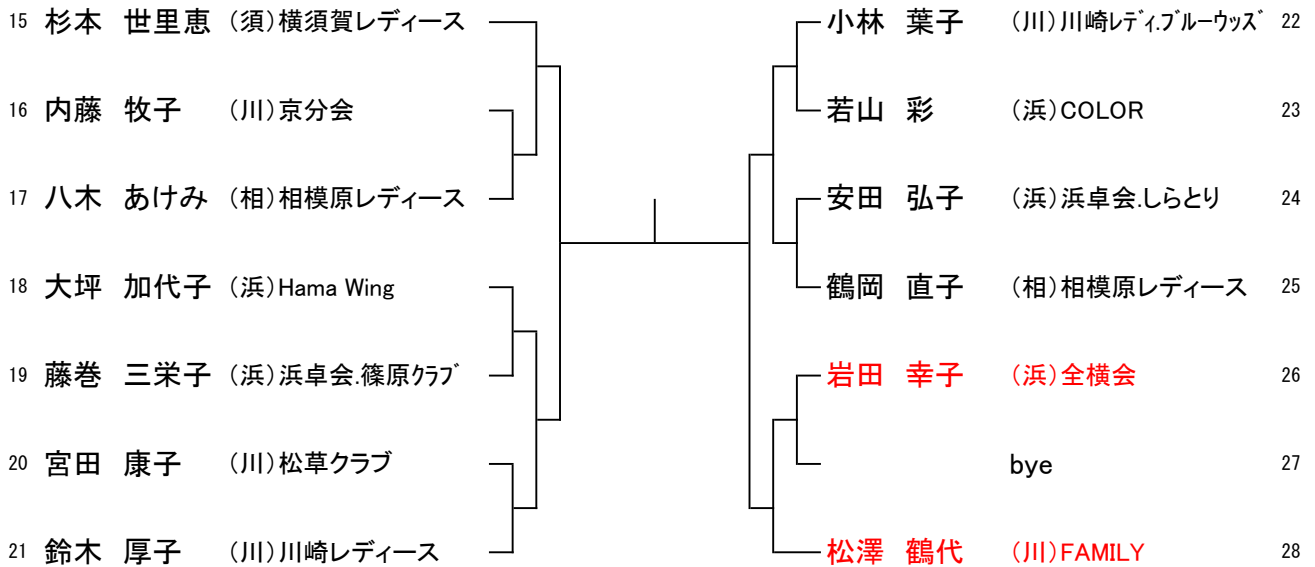 15 杉本 世里恵 (須)横須賀レディース
16 内藤 牧子 (川)京分会
17 八木 あけみ (相)相模原レディース
18 大坪 加代子 (浜)Hama Wing
19 藤巻 三栄子 (浜)浜卓会.篠原ｸﾗﾌﾞ
20 宮田 康子 (川)松草クラブ
21 鈴木 厚子 (川)川崎レディース
小林 葉子 (川)川崎ﾚﾃﾞｨ.ﾌﾞﾙｰｳｯｽﾞ 22
若山 彩 (浜)COLOR 23
安田 弘子 (浜)浜卓会.しらとり 24
鶴岡 直子 (相)相模原レディース 25
岩田 幸子 (浜)全横会 26
bye 27
松澤 鶴代 (川)FAMILY 28